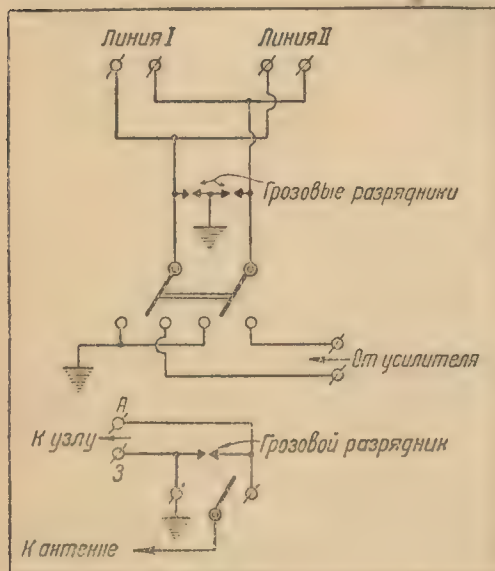 Линия I Линия II
Грозовые разрядники
От усилителя
А
К узлу
Грозовой разрядник
З
К антенне